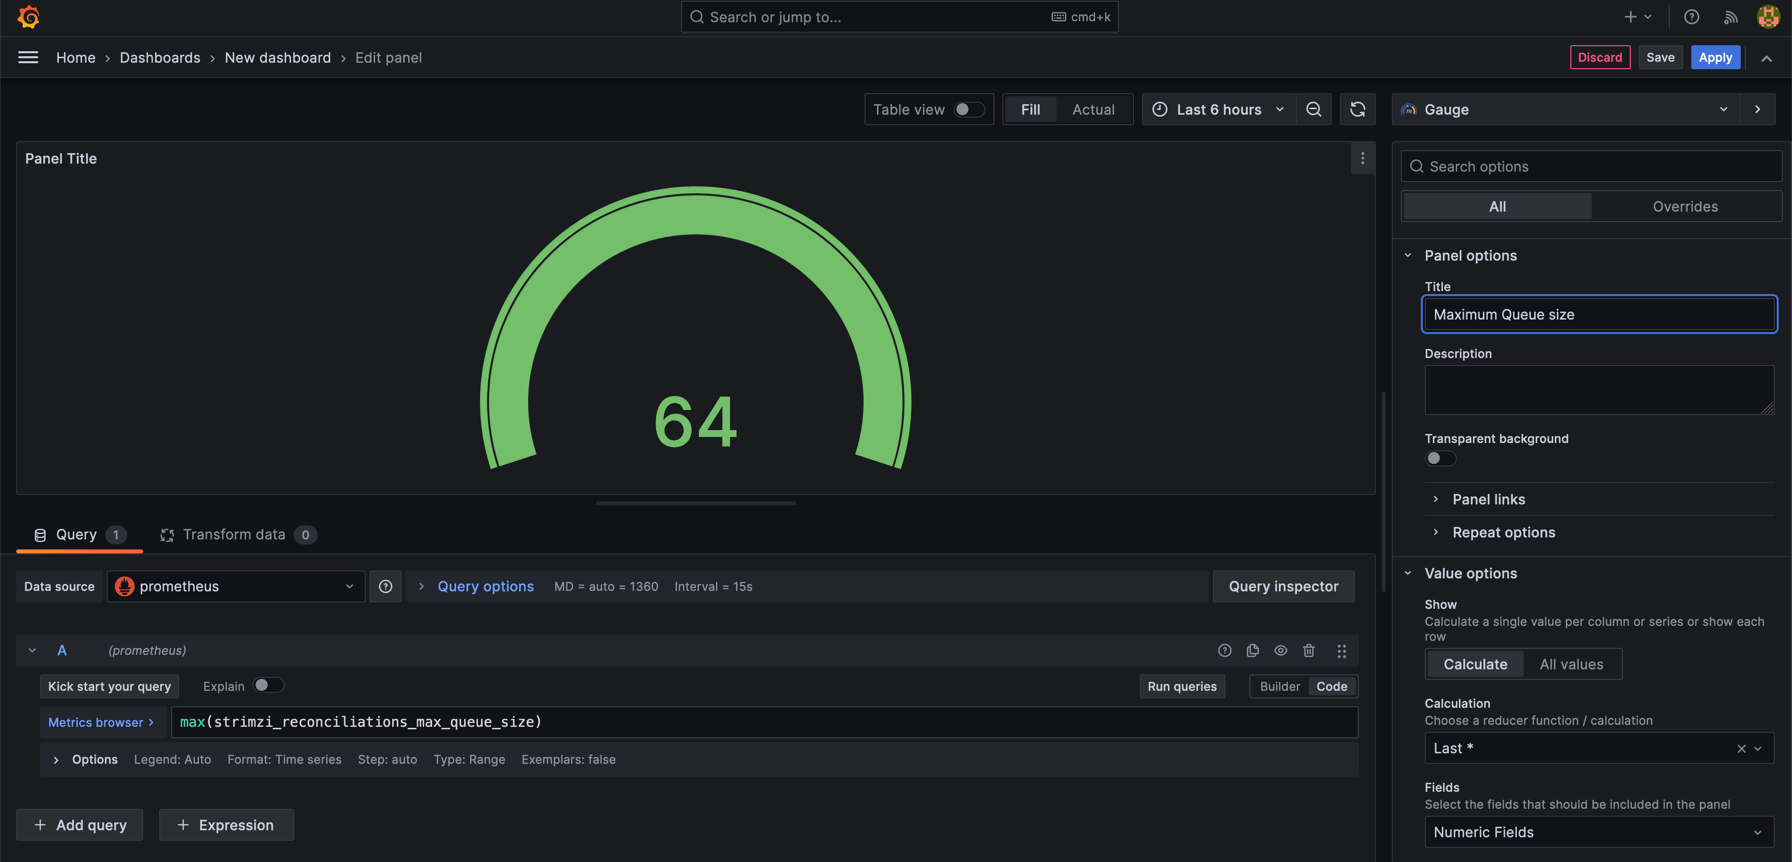 Search or jump to... cmd+k
Home › Dashboards › New dashboard › Edit panel
Discard Save Apply
Table view Fill Actual Last 6 hours
Gauge
Panel Title
64
Search options
All Overrides
Panel options
Title
Maximum Queue size
Description
Transparent background
Panel links
Repeat options
Value options
Show
Calculate a single value per column or series or show each
row
Calculate All values
Calculation
Choose a reducer function / calculation
Last *
Fields
Select the fields that should be included in the panel
Numeric Fields
Query 1 Transform data 0
Data source prometheus Query options MD = auto = 1360 Interval = 15s Query inspector
A (prometheus)
Kick start your query Explain Run queries Builder Code
Metrics browser › max(strimzi_reconciliations_max_queue_size)
Options Legend: Auto Format: Time series Step: auto Type: Range Exemplars: false
+ Add query + Expression